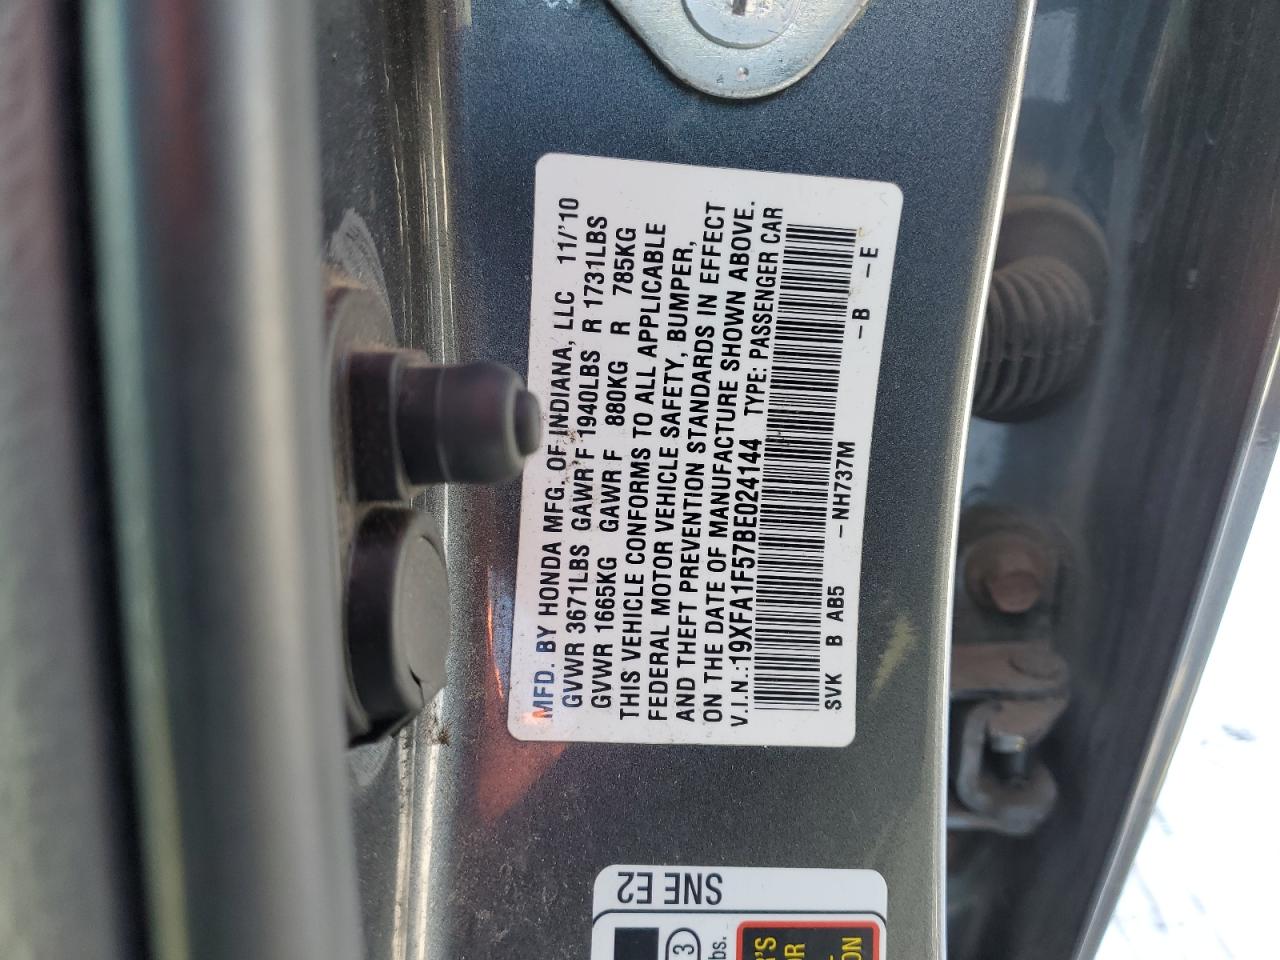 MFD. BY HONDA MFG. OF INDIANA, LLC 11/'10
GVWR 3671LBS GAWR F 1940LBS R 1731LBS
GVWR 1665KG GAWR F 880KG R 785KG
THIS VEHICLE CONFORMS TO ALL APPLICABLE
FEDERAL MOTOR VEHICLE SAFETY, BUMPER,
AND THEFT PREVENTION STANDARDS IN EFFECT
ON THE DATE OF MANUFACTURE SHOWN ABOVE.
V.I.N.:19XFA1F57BE024144 TYPE: PASSENGER CAR
SVK B AB5 -NH737M -B -E
SNE E2
3
bs.